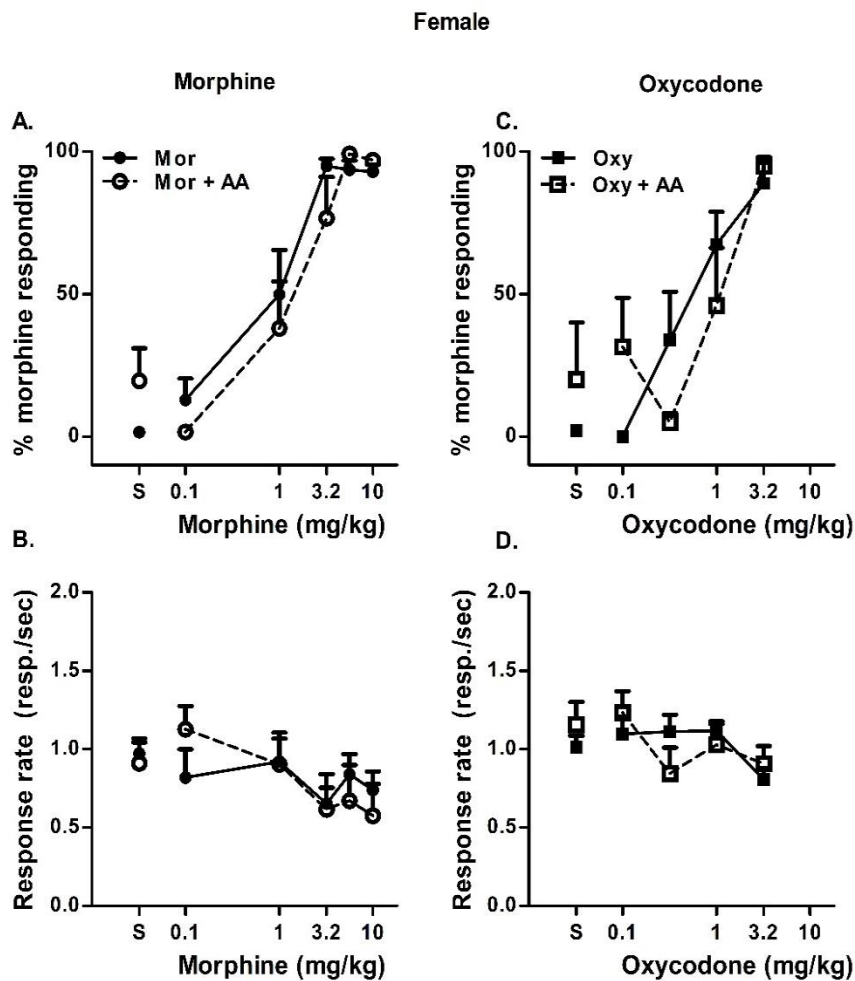 Female
Morphine
Oxycodone
A.
100
50
0
% morphine responding
Mor
Mor + AA
S 0.1 1 3.2 10
Morphine (mg/kg)
C.
100
50
0
% morphine responding
Oxy
Oxy + AA
S 0.1 1 3.2 10
Oxycodone (mg/kg)
B.
2.0
1.5
1.0
0.5
0.0
Response rate (resp./sec)
S 0.1 1 3.2 10
Morphine (mg/kg)
D.
2.0
1.5
1.0
0.5
0.0
Response rate (resp./sec)
S 0.1 1 3.2 10
Oxycodone (mg/kg)